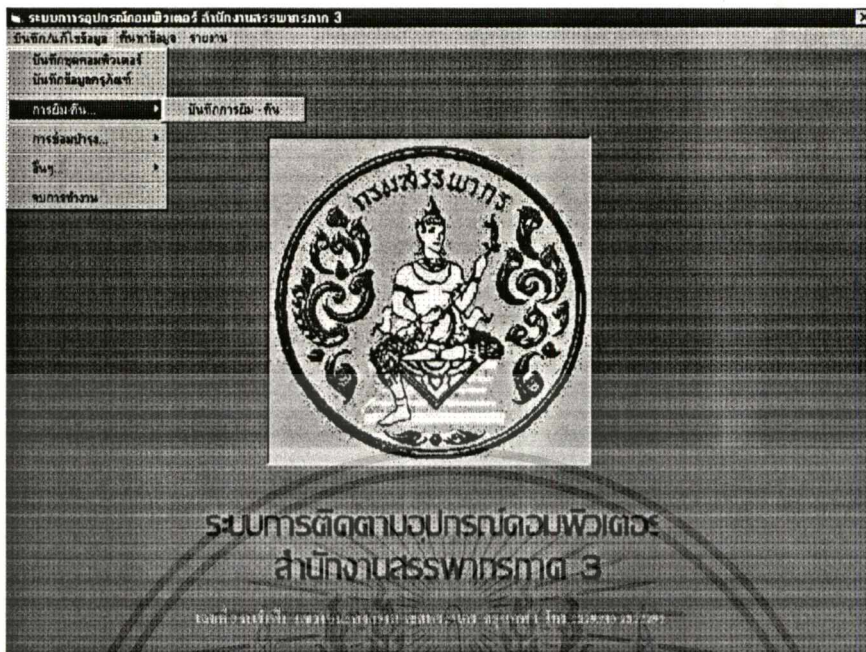 ระบบการอุปกรณ์คอมพิวเตอร์ สำนักงานสรรพากรภาค 3
บันทึก/แก้ไขข้อมูล ค้นหาข้อมูล รายงาน
บันทึกชุดคอมพิวเตอร์
บันทึกข้อมูลครุภัณฑ์
การยืม-คืน... บันทึกการยืม - คืน
การซ่อมบำรุง...
อื่นๆ...
จบการทำงาน
กรมสรรพากร
ระบบการติดตามอุปกรณ์คอมพิวเตอร์
สำนักงานสรรพากรภาค 3